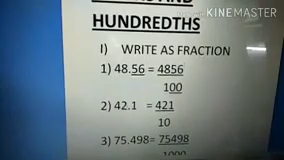 KINEMASTER
HUNDREDTHS
I) WRITE AS FRACTION
1) 48.56 = 4856
100
2) 42.1 = 421
10
3) 75.498= 75498
1000